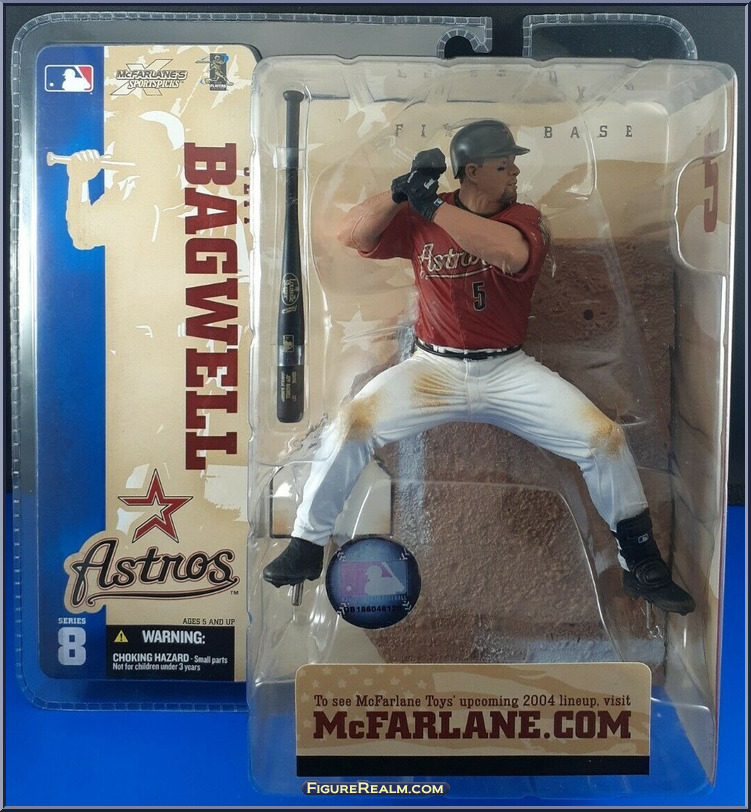 McFARLANE'S
SPORTSPICKS
PLAYERS
FIRST BASE
BAGWELL
Astros
5
Astros
SERIES
8
AGES 5 AND UP
WARNING:
CHOKING HAZARD - Small parts
Not for children under 3 years
To see McFarlane Toys' upcoming 2004 lineup, visit
McFARLANE.COM
FIGUREREALM.COM